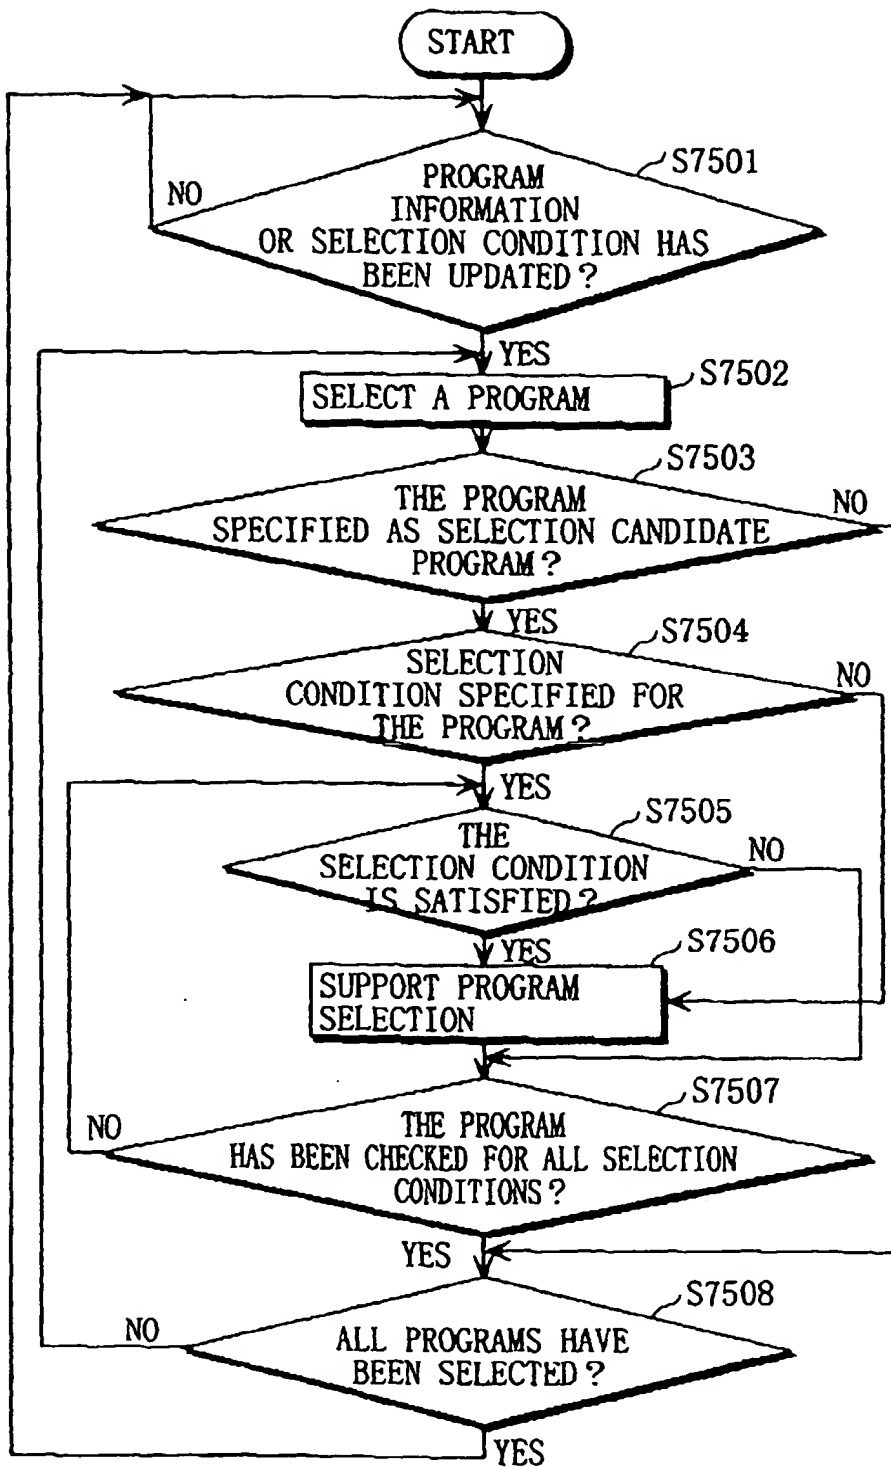 START
S7501
NO
PROGRAM
INFORMATION
OR SELECTION CONDITION HAS
BEEN UPDATED?
YES
S7502
SELECT A PROGRAM
S7503
NO
THE PROGRAM
SPECIFIED AS SELECTION CANDIDATE
PROGRAM?
YES
S7504
NO
SELECTION
CONDITION SPECIFIED FOR
THE PROGRAM?
YES
S7505
NO
THE
SELECTION CONDITION
IS SATISFIED?
YES
S7506
SUPPORT PROGRAM
SELECTION
S7507
NO
THE PROGRAM
HAS BEEN CHECKED FOR ALL SELECTION
CONDITIONS?
YES
S7508
NO
ALL PROGRAMS HAVE
BEEN SELECTED?
YES